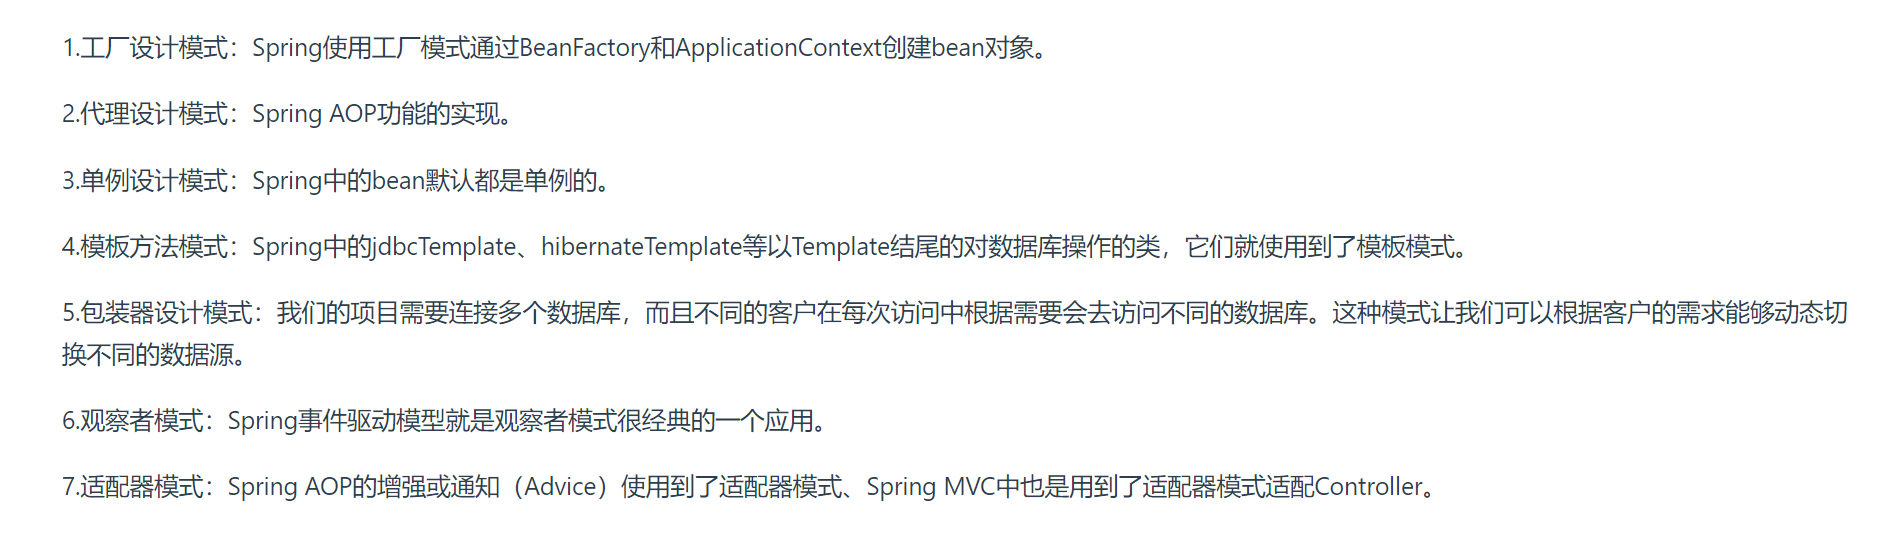 1.工厂设计模式：Spring使用工厂模式通过BeanFactory和ApplicationContext创建bean对象。
2.代理设计模式：Spring AOP功能的实现。
3.单例设计模式：Spring中的bean默认都是单例的。
4.模板方法模式：Spring中的jdbcTemplate、hibernateTemplate等以Template结尾的对数据库操作的类，它们就使用到了模板模式。
5.包装器设计模式：我们的项目需要连接多个数据库，而且不同的客户在每次访问中根据需要会去访问不同的数据库。这种模式让我们可以根据客户的需求能够动态切
换不同的数据源。
6.观察者模式：Spring事件驱动模型就是观察者模式很经典的一个应用。
7.适配器模式：Spring AOP的增强或通知（Advice）使用到了适配器模式、Spring MVC中也是用到了适配器模式适配Controller。